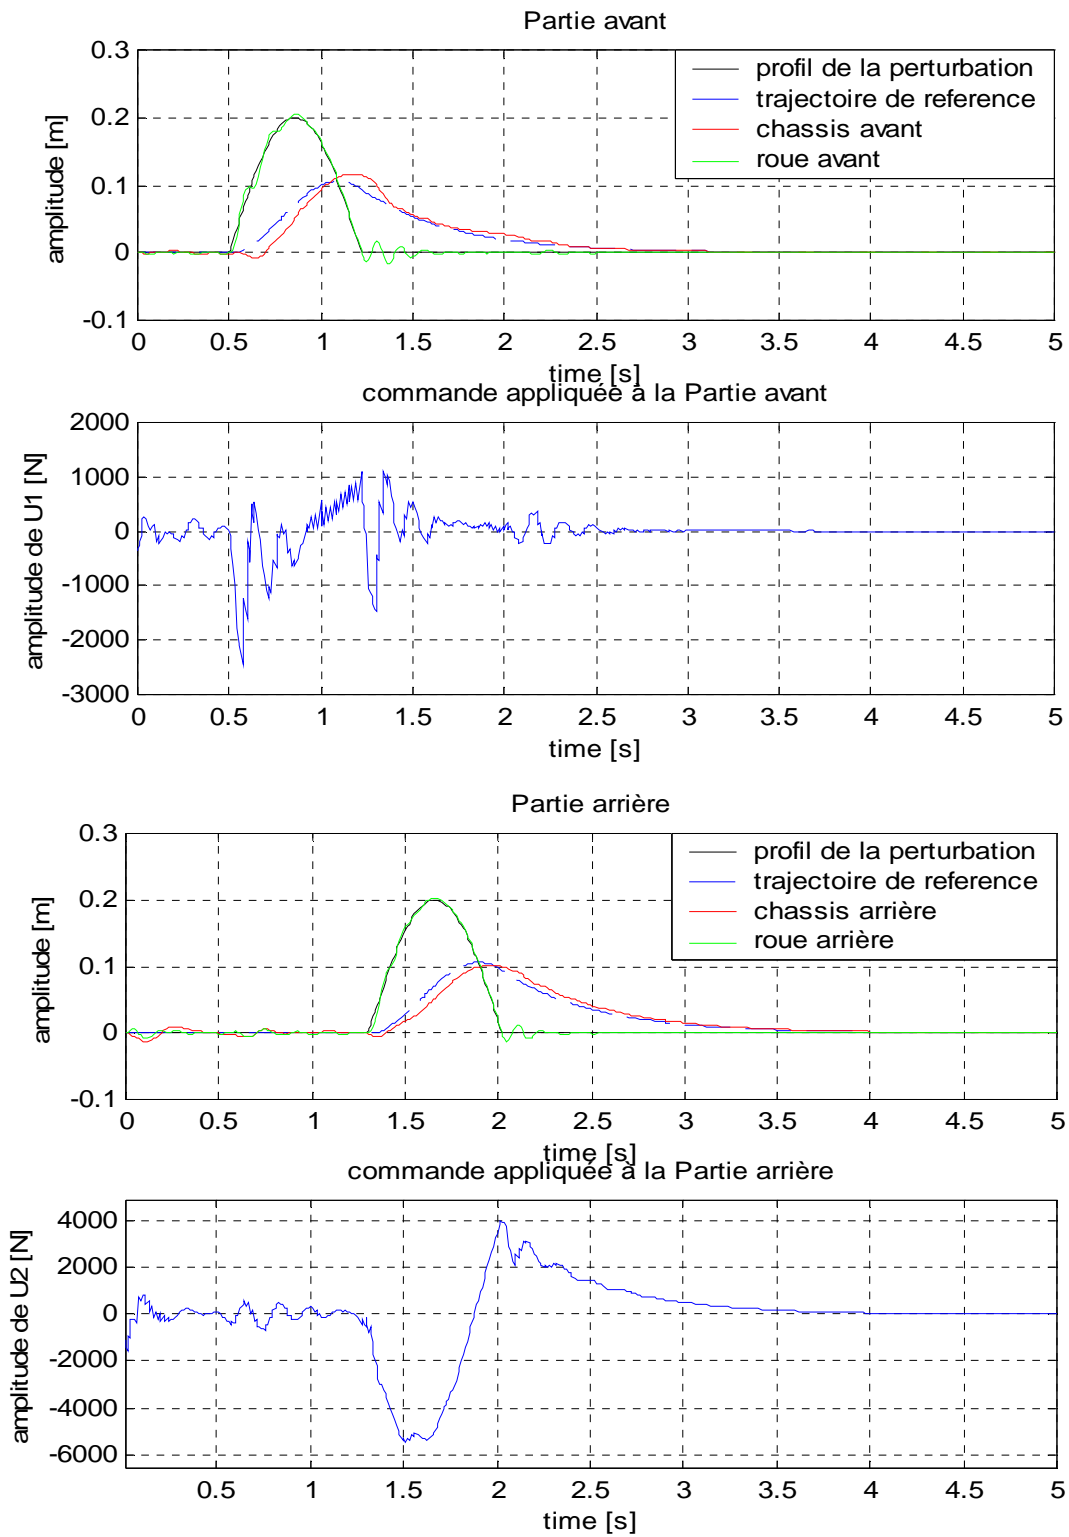 Partie avant
0.3
0.2
0.1
0
-0.1
amplitude [m]
profil de la perturbation
trajectoire de reference
chassis avant
roue avant
0 0.5 1 1.5 2 2.5 3 3.5 4 4.5 5
time [s]
commande appliquée à la Partie avant
2000
1000
0
-1000
-2000
-3000
amplitude de U1 [N]
0 0.5 1 1.5 2 2.5 3 3.5 4 4.5 5
time [s]
Partie arrière
0.3
0.2
0.1
0
-0.1
amplitude [m]
profil de la perturbation
trajectoire de reference
chassis arrière
roue arrière
0 0.5 1 1.5 2 2.5 3 3.5 4 4.5 5
time [s]
commande appliquée à la Partie arrière
4000
2000
0
-2000
-4000
-6000
amplitude de U2 [N]
0.5 1 1.5 2 2.5 3 3.5 4 4.5 5
time [s]